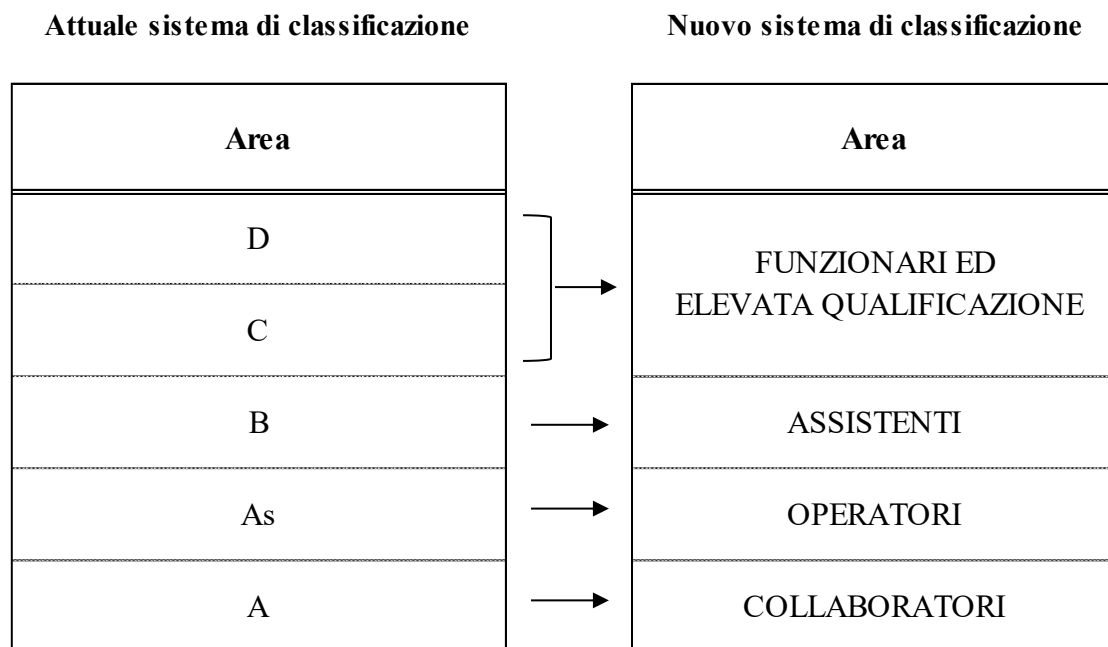 Attuale sistema di classificazione
Nuovo sistema di classificazione
Area
Area
D
C
FUNZIONARI ED
ELEVATA QUALIFICAZIONE
B
ASSISTENTI
As
OPERATORI
A
COLLABORATORI